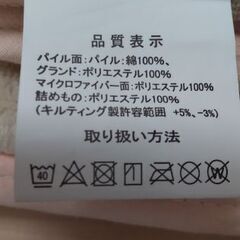 品質表示
パイル面：パイル：綿100%、
グランド：ポリエステル100%
マイクロファイバー面：ポリエステル100%
詰めもの：ポリエステル100%
(キルティング製許容範囲 +5%、-3%)
取り扱い方法
40
W